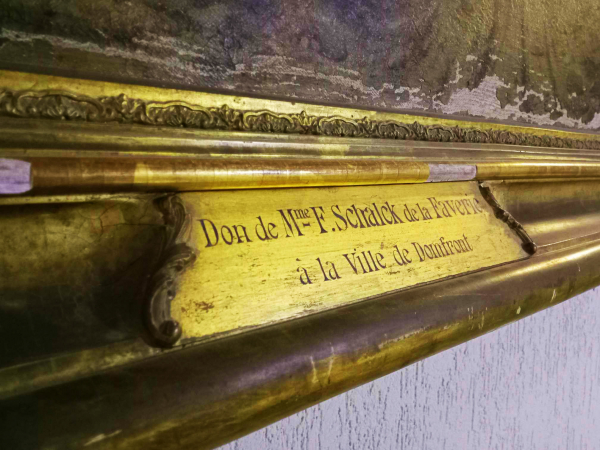 Don de Mme F. Schalck de la Faverie
à la Ville de Domfront